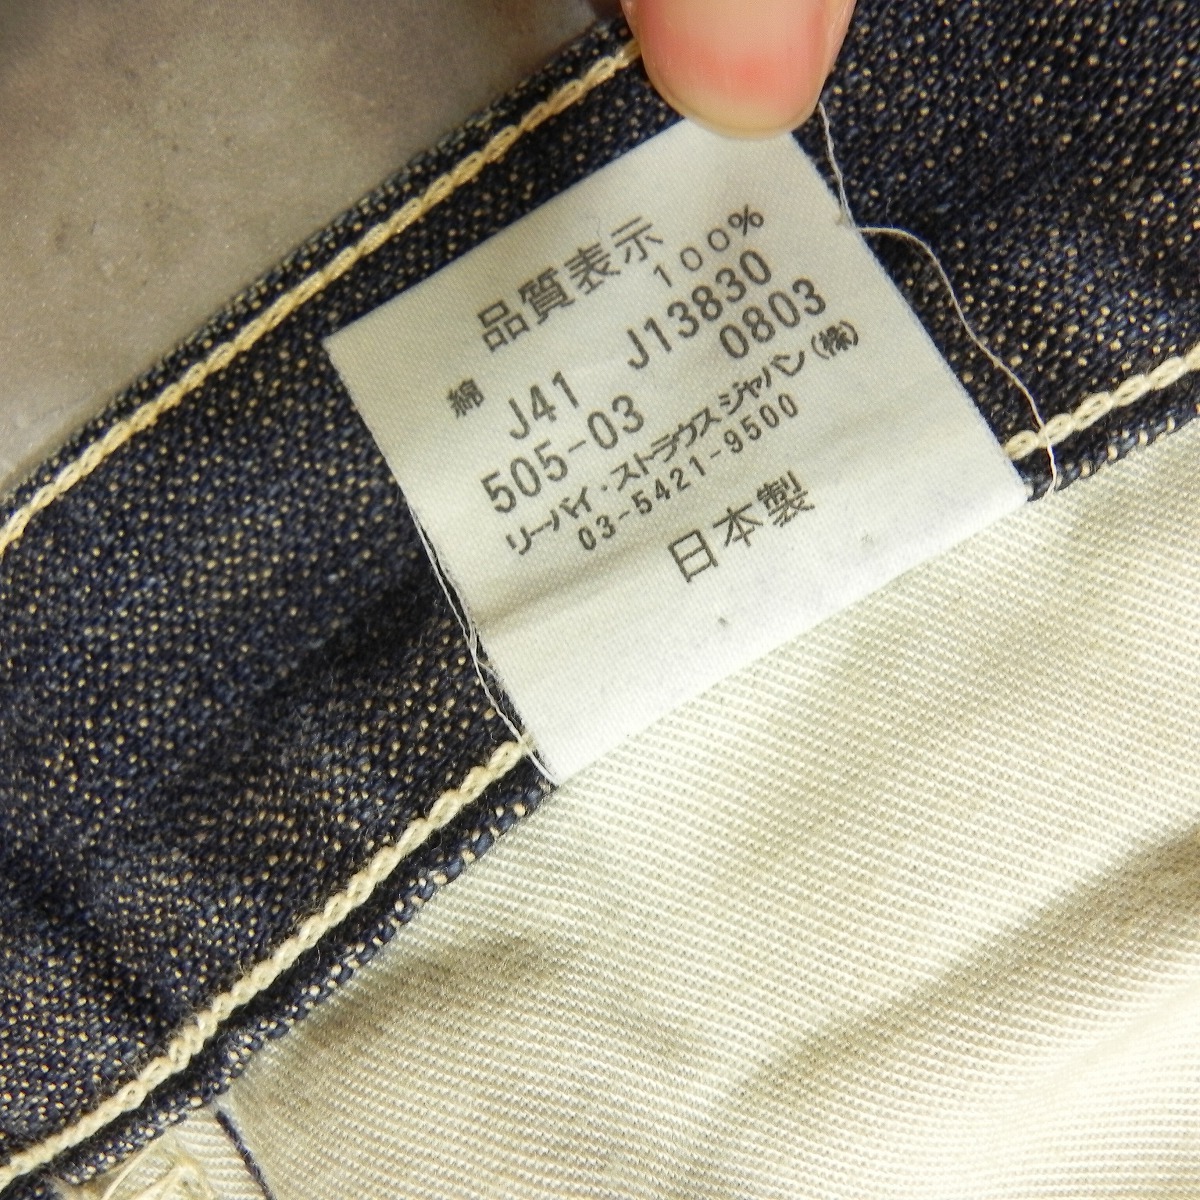 品質表示
綿 100%
J41 J13830
505-03 0803
リーバイ・ストラウス ジャパン(株)
03-5421-9500
日本製